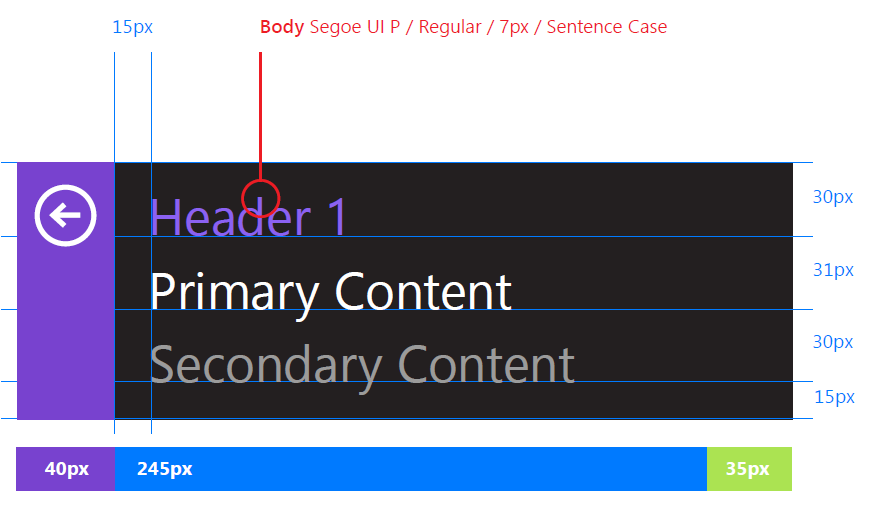 15px
Body Segoe UI P / Regular / 7px / Sentence Case
Header 1
30px
Primary Content
31px
Secondary Content
30px
15px
40px
245px
35px